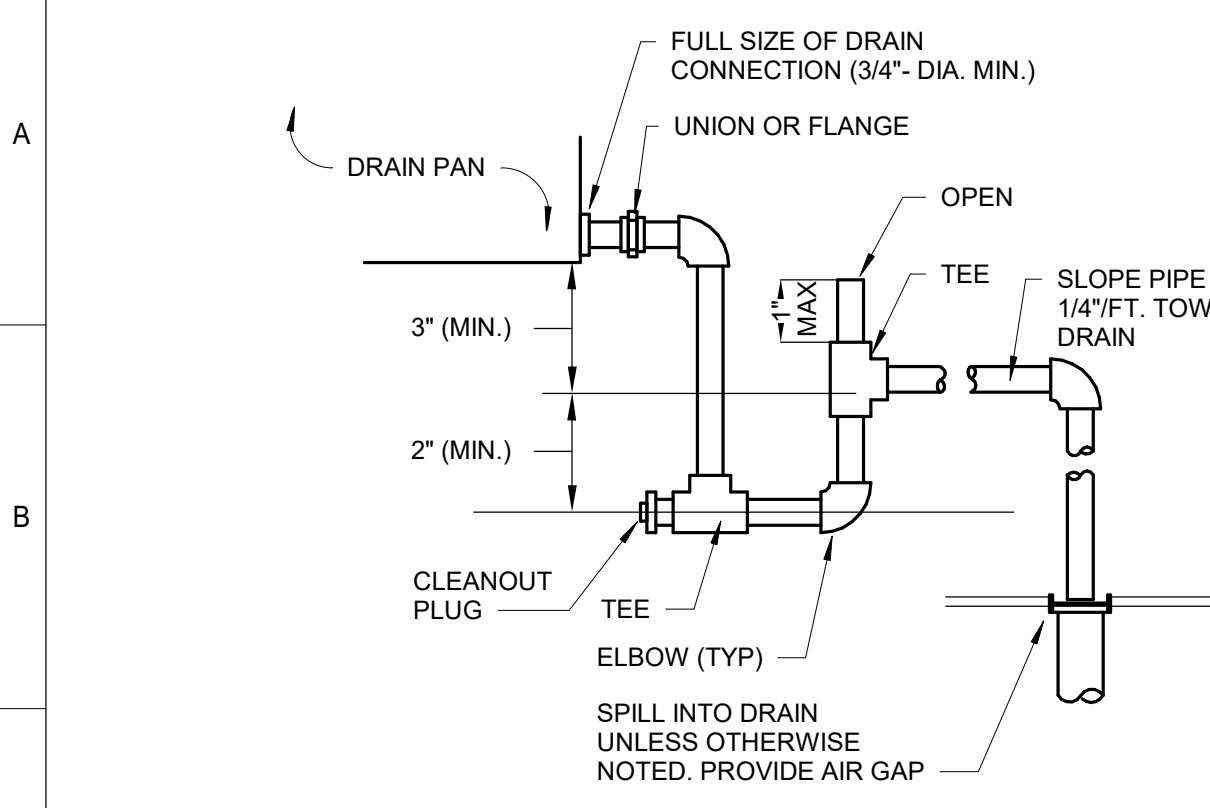 A
B
FULL SIZE OF DRAIN
CONNECTION (3/4"- DIA. MIN.)
UNION OR FLANGE
DRAIN PAN
OPEN
TEE
SLOPE PIPE
1/4"/FT. TOW
DRAIN
1"
MAX
3" (MIN.)
2" (MIN.)
CLEANOUT
PLUG
TEE
ELBOW (TYP)
SPILL INTO DRAIN
UNLESS OTHERWISE
NOTED. PROVIDE AIR GAP